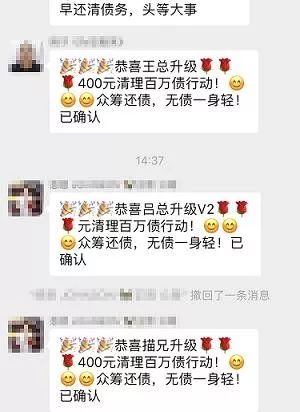 早还清债务，头等大事
🎉🎉🎉恭喜王总升级🌹🌹
🌹400元清理百万债行动！😊
😊😊众筹还债，无债一身轻！
已确认
14:37
🎉🎉🎉恭喜吕总升级V2🌹🌹
🌹元清理百万债行动！😊😊
😊众筹还债，无债一身轻！已
确认
撤回了一条消息
🎉🎉🎉恭喜描兄升级🌹🌹
🌹400元清理百万债行动！😊
😊😊众筹还债，无债一身轻！
已确认